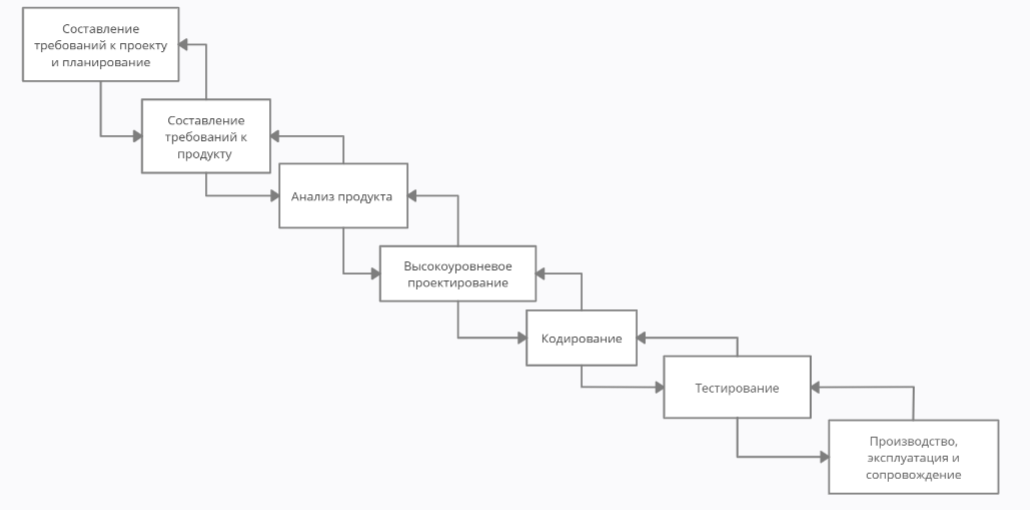 Составление
требований к проекту
и планирование
Составление
требований к
продукту
Анализ продукта
Высокоуровневое
проектирование
Кодирование
Тестирование
Производство,
эксплуатация и
сопровождение